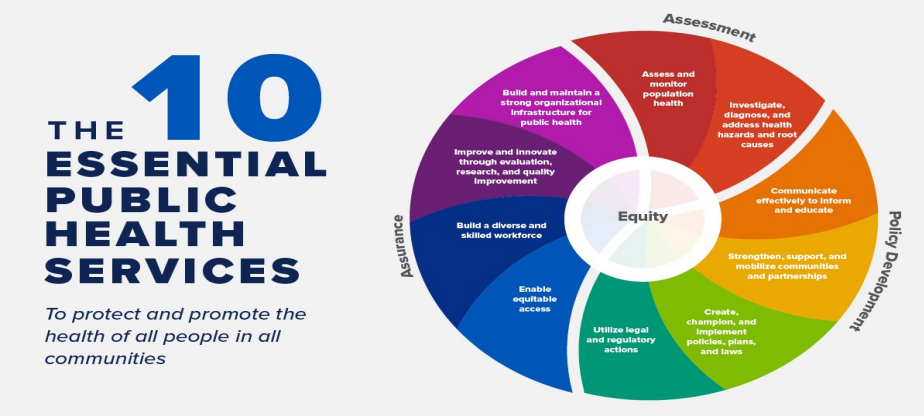 THE 10
ESSENTIAL
PUBLIC
HEALTH
SERVICES
To protect and promote the
health of all people in all
communities
Assessment
Assess and
monitor
population
health
Investigate,
diagnose, and
address health
hazards and root
causes
Policy Development
Communicate
effectively to inform
and educate
Strengthen, support, and
mobilize communities
and partnerships
Create,
champion, and
implement
policies, plans,
and laws
Utilize legal
and regulatory
actions
Assurance
Enable
equitable
access
Build a diverse and
skilled workforce
Improve and innovate
through evaluation,
research, and quality
improvement
Build and maintain a
strong organizational
infrastructure for
public health
Equity